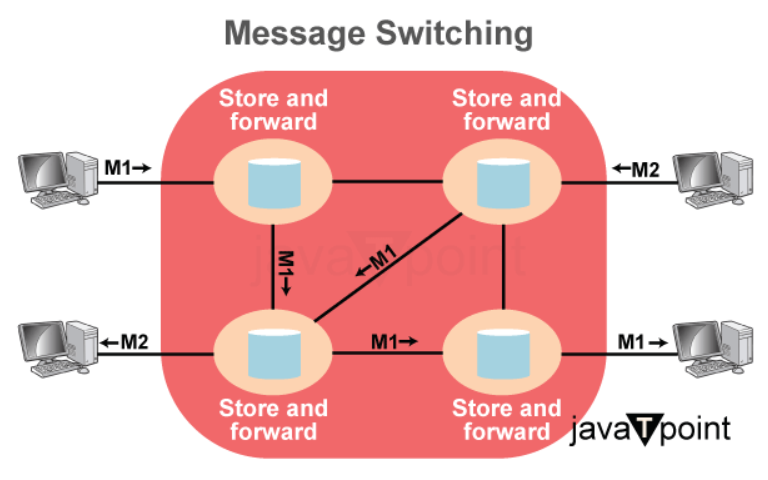 Message Switching
Store and
forward
Store and
forward
M1→
←M2
M1→
←M1
javaTpoint
←M2
M1→
M1→
Store and
forward
Store and
forward
javaTpoint